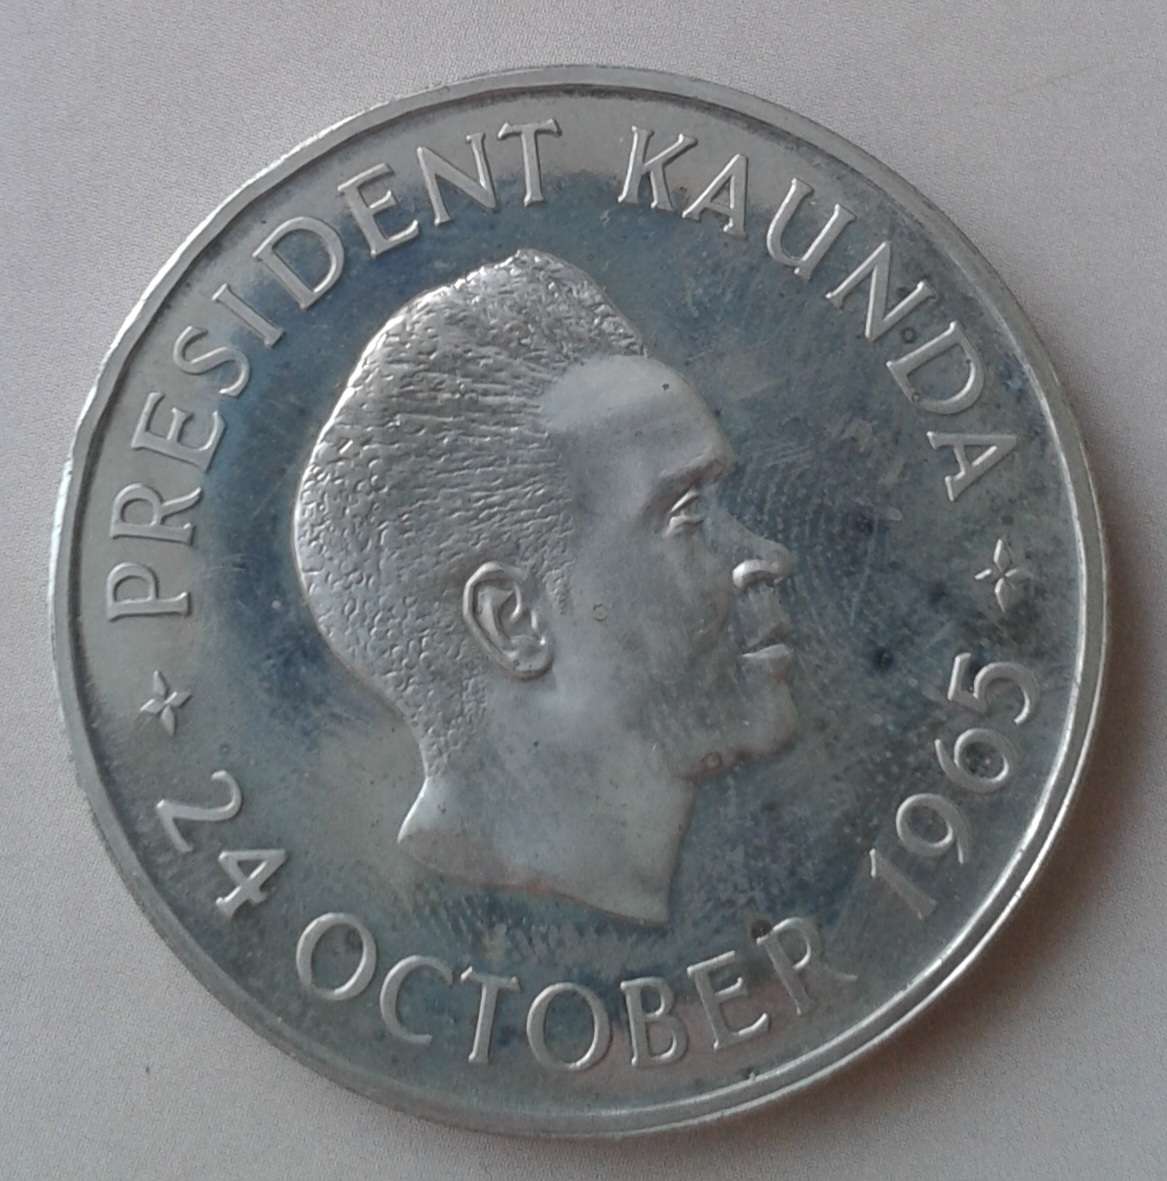 PRESIDENT KAUNDA
24 OCTOBER 1965